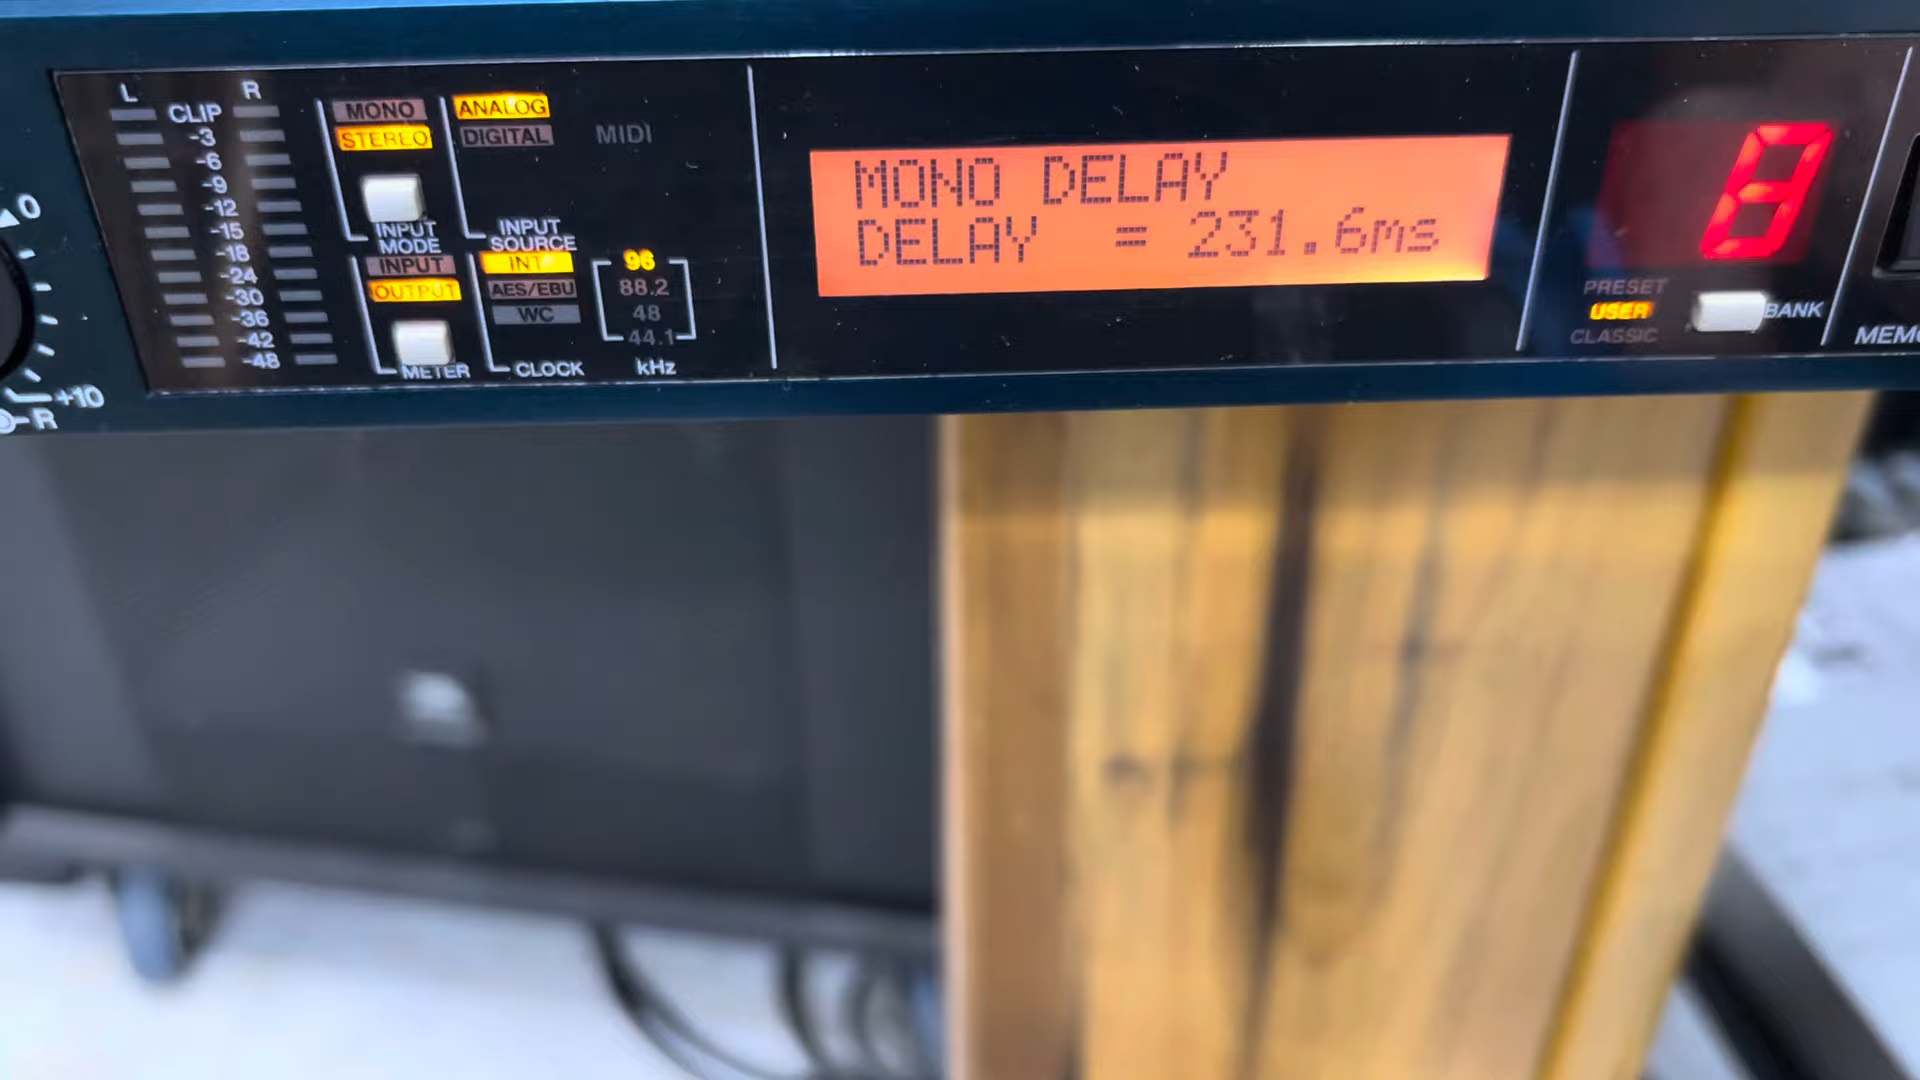 L R
CLIP
-3
-6
-9
-12
-15
-18
-24
-30
-36
-42
-48
0
+10
R
MONO
STEREO
INPUT
MODE
INPUT
OUTPUT
METER
ANALOG
DIGITAL
INPUT
SOURCE
INT
AES/EBU
WC
CLOCK
MIDI
96
88.2
48
44.1
kHz
MONO DELAY
DELAY = 231.6ms
8
PRESET
USER
CLASSIC
BANK